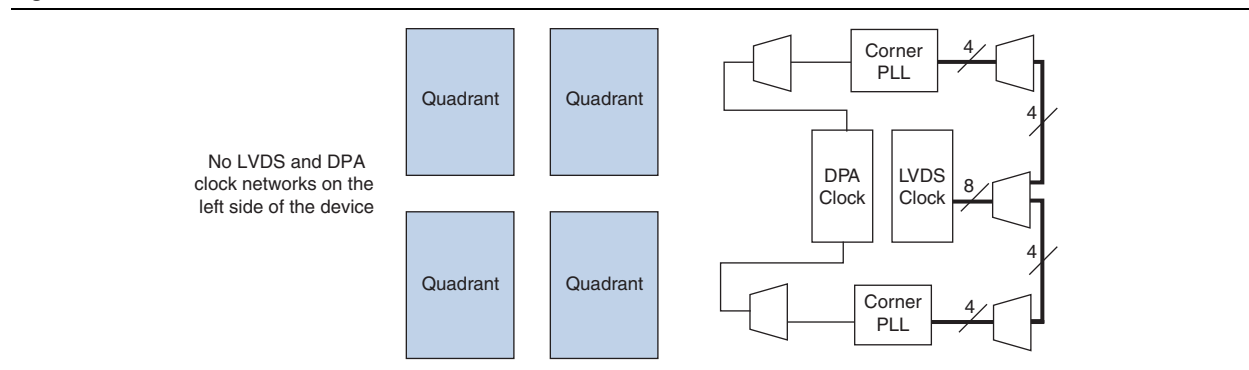 Quadrant
Quadrant
Corner
PLL
4
4
No LVDS and DPA
clock networks on the
left side of the device
DPA
Clock
LVDS
Clock
8
Quadrant
Quadrant
4
Corner
PLL
4